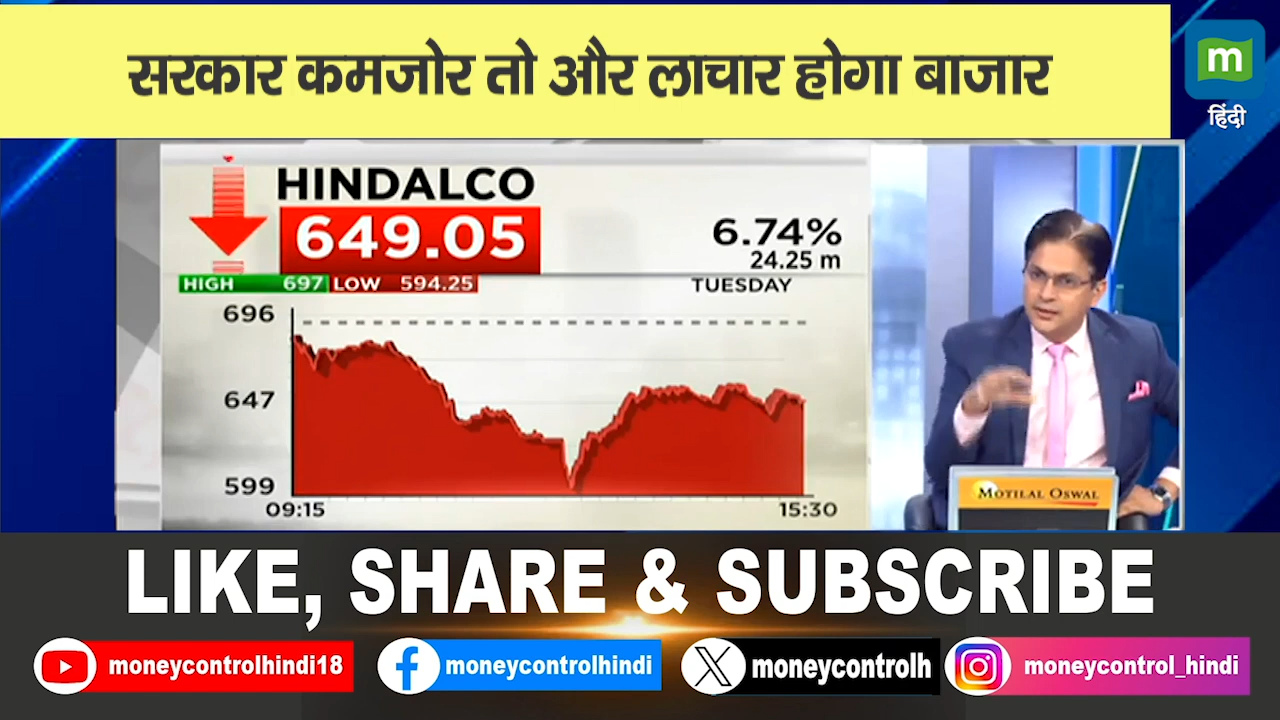 सरकार कमजोर तो और लाचार होगा बाजार
m
हिंदी
HINDALCO
649.05
6.74%
24.25 m
HIGH 697 LOW 594.25
TUESDAY
696
647
599
09:15
15:30
MOTILAL OSWAL
LIKE, SHARE & SUBSCRIBE
moneycontrolhindi18
moneycontrolhindi
moneycontrolh
moneycontrol_hindi